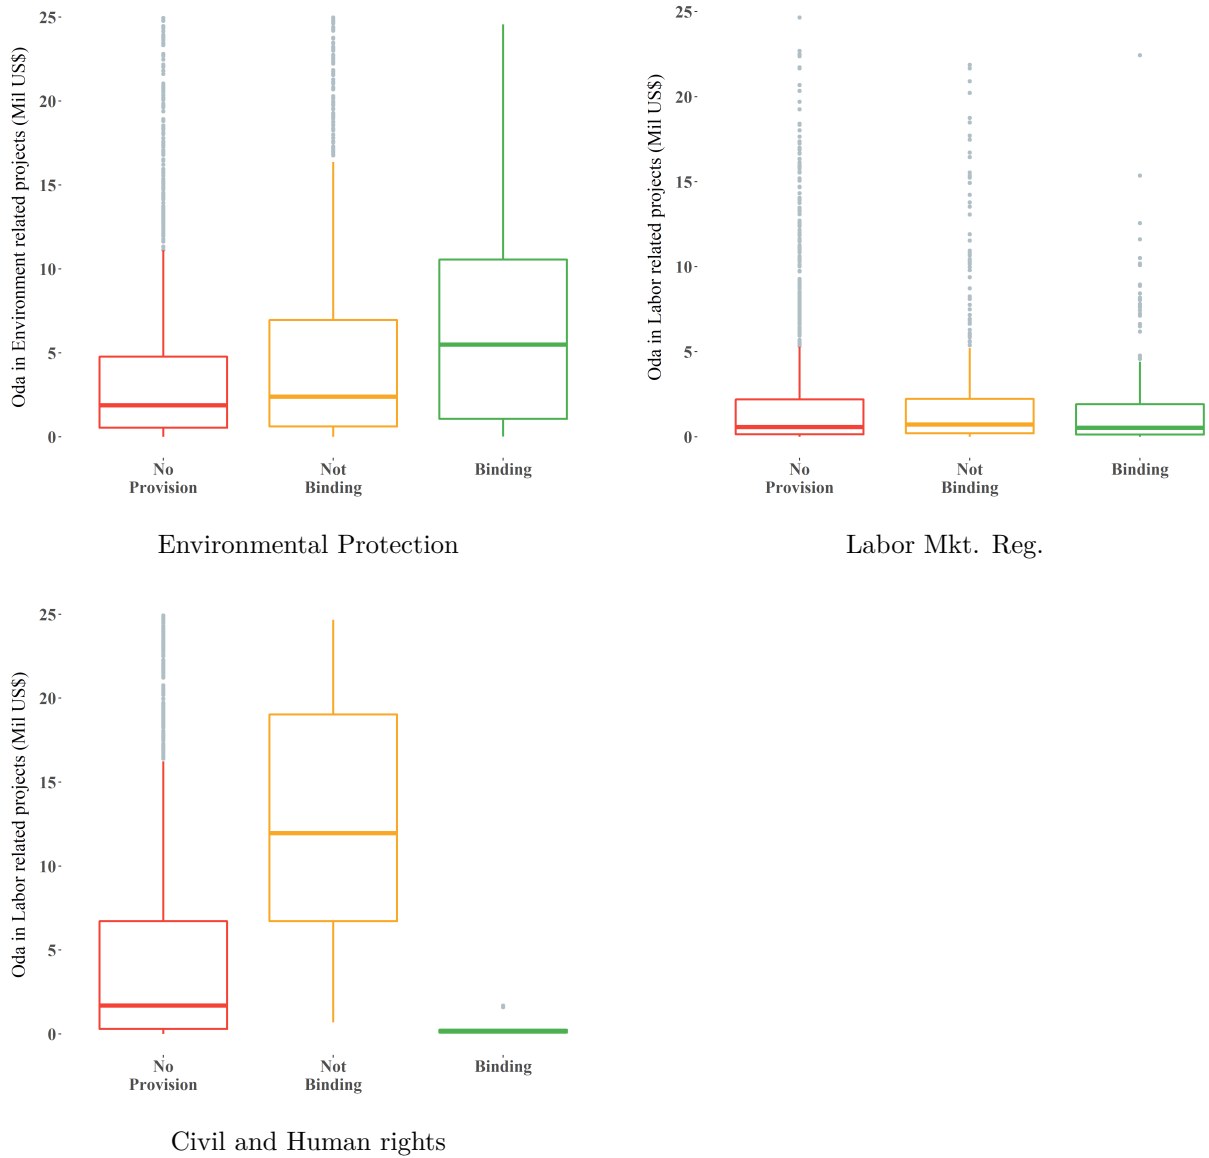 Oda in Environment related projects (Mil US$)
25
20
15
10
5
0
No
Provision
Not
Binding
Binding
Environmental Protection
Oda in Labor related projects (Mil US$)
25
20
15
10
5
0
No
Provision
Not
Binding
Binding
Labor Mkt. Reg.
Oda in Labor related projects (Mil US$)
25
20
15
10
5
0
No
Provision
Not
Binding
Binding
Civil and Human rights